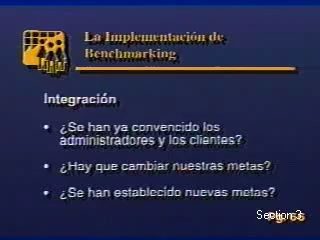 La Implementación de
Benchmarking
Integración
• ¿Se han ya convencido los
administradores y los clientes?
• ¿Hay que cambiar nuestras metas?
• ¿Se han establecido nuevas metas?
Section 3